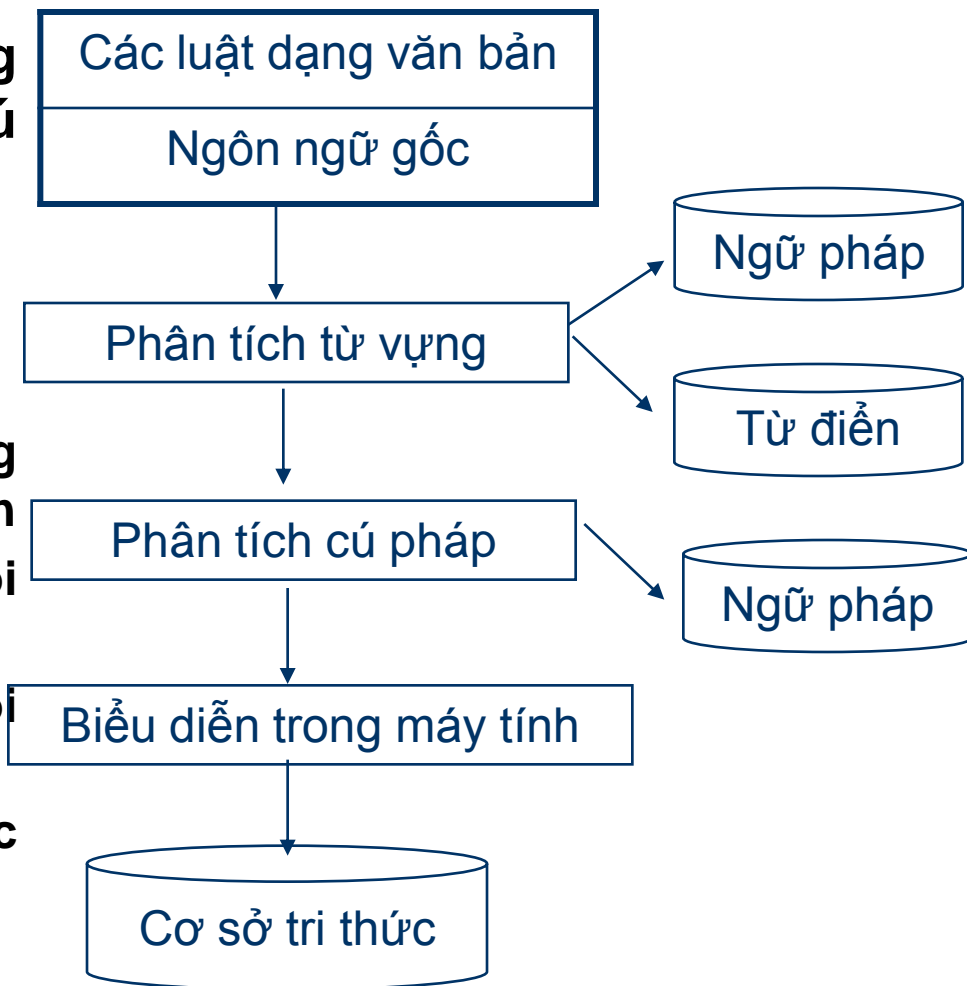 Các luật dạng văn bản
Ngôn ngữ gốc
Ngữ pháp
Phân tích từ vựng
Từ điển
Phân tích cú pháp
Ngữ pháp
Biểu diễn trong máy tính
Cơ sở tri thức